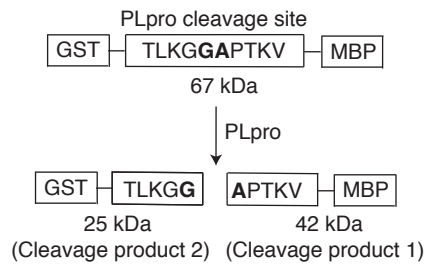 PLpro cleavage site
GST TLKGGAPTKV MBP
67 kDa
PLpro
GST TLKGG APTKV MBP
25 kDa 42 kDa
(Cleavage product 2) (Cleavage product 1)